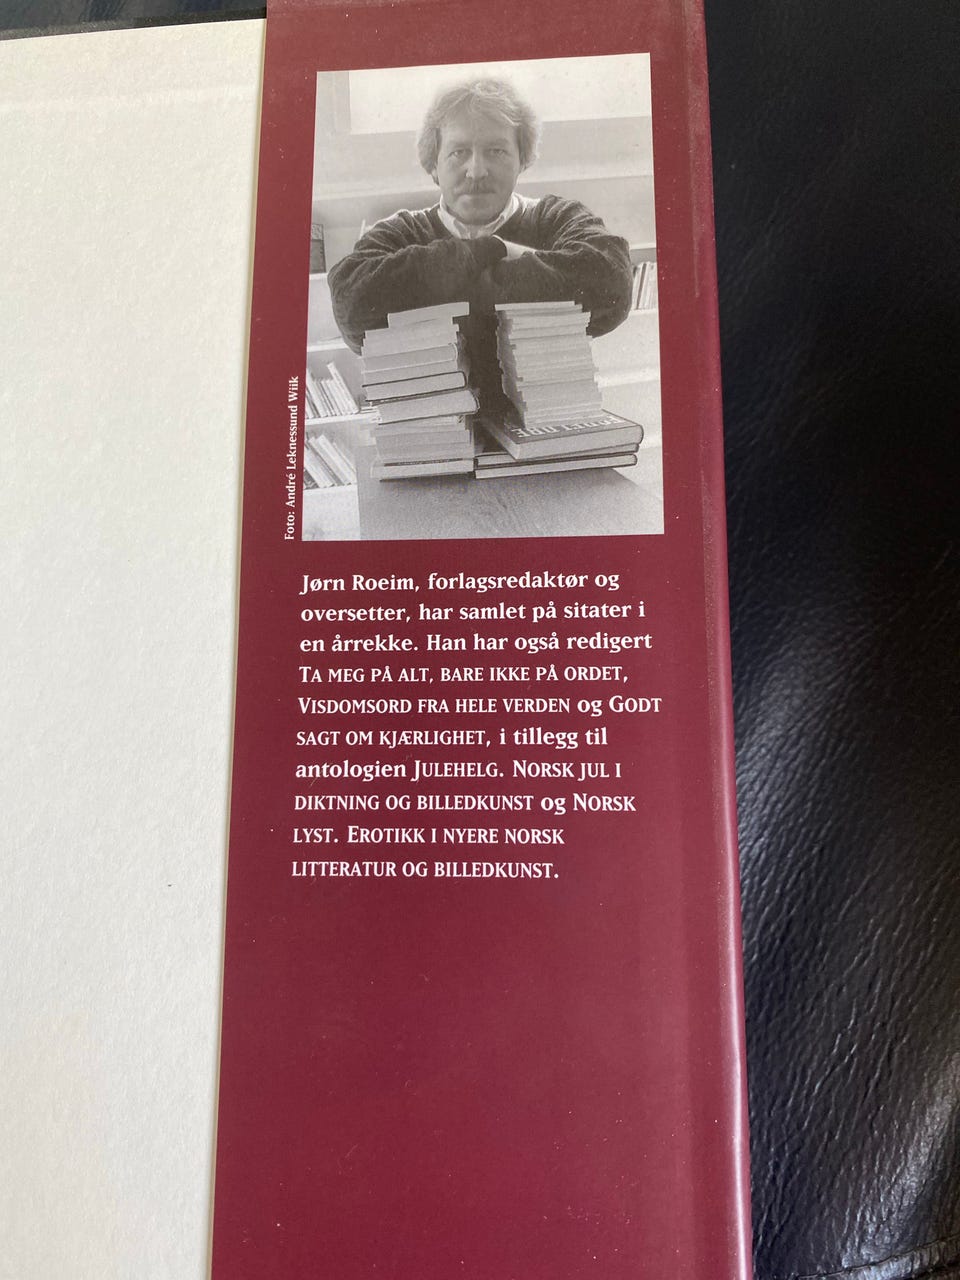 Foto: André Leknessund Wiik
Jørn Roeim, forlagsredaktør og
oversetter, har samlet på sitater i
en årrekke. Han har også redigert
TA MEG PÅ ALT, BARE IKKE PÅ ORDET,
VISDOMSORD FRA HELE VERDEN og GODT
SAGT OM KJÆRLIGHET, i tillegg til
antologien JULEHELG. NORSK JUL I
DIKTNING OG BILLEDKUNST og NORSK
LYST. EROTIKK I NYERE NORSK
LITTERATUR OG BILLEDKUNST.